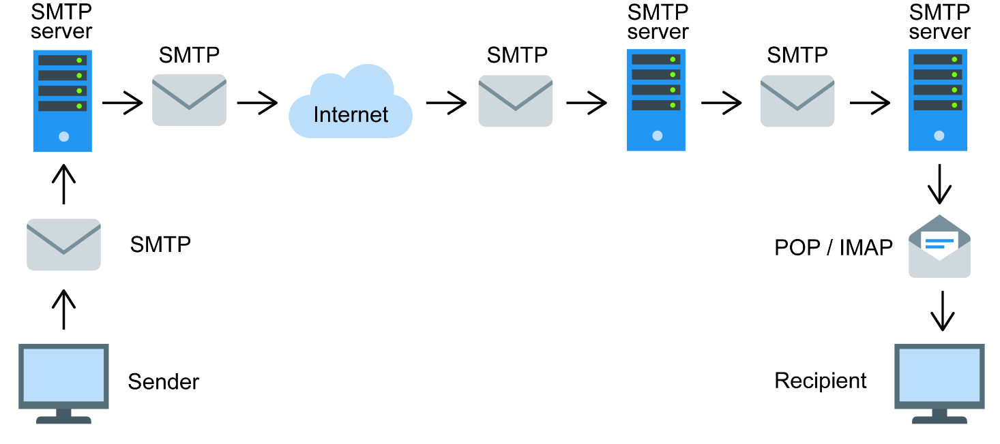 SMTP
server
SMTP
SMTP
server
SMTP
server
SMTP
SMTP
Internet
SMTP
POP / IMAP
Sender
Recipient